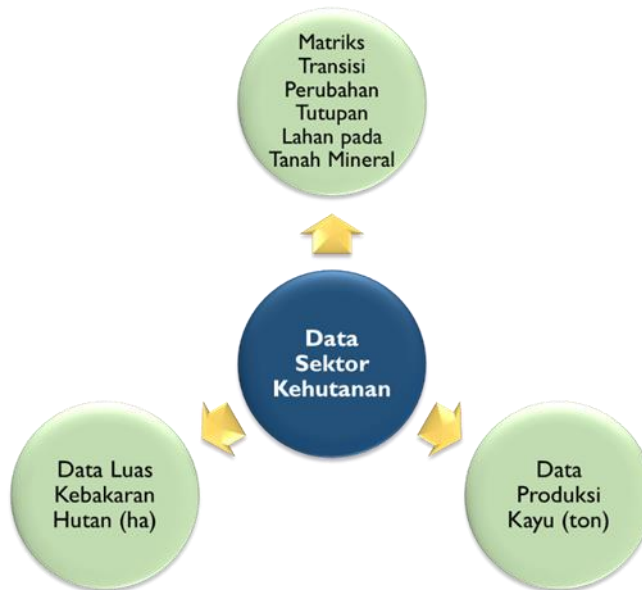 Matriks
Transisi
Perubahan
Tutupan
Lahan pada
Tanah Mineral
Data
Sektor
Kehutanan
Data Luas
Kebakaran
Hutan (ha)
Data
Produksi
Kayu (ton)